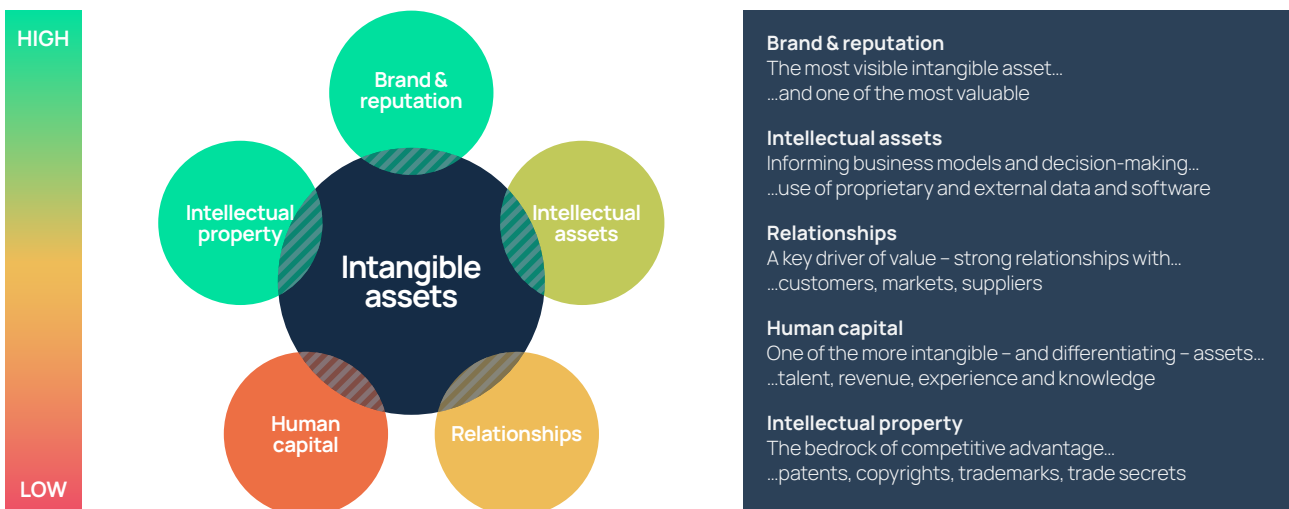 HIGH
LOW
Brand &
reputation
Intellectual
property
Intellectual
assets
Intangible
assets
Human
capital
Relationships
Brand & reputation
The most visible intangible asset…
…and one of the most valuable
Intellectual assets
Informing business models and decision-making…
…use of proprietary and external data and software
Relationships
A key driver of value – strong relationships with…
…customers, markets, suppliers
Human capital
One of the more intangible – and differentiating – assets…
…talent, revenue, experience and knowledge
Intellectual property
The bedrock of competitive advantage…
…patents, copyrights, trademarks, trade secrets